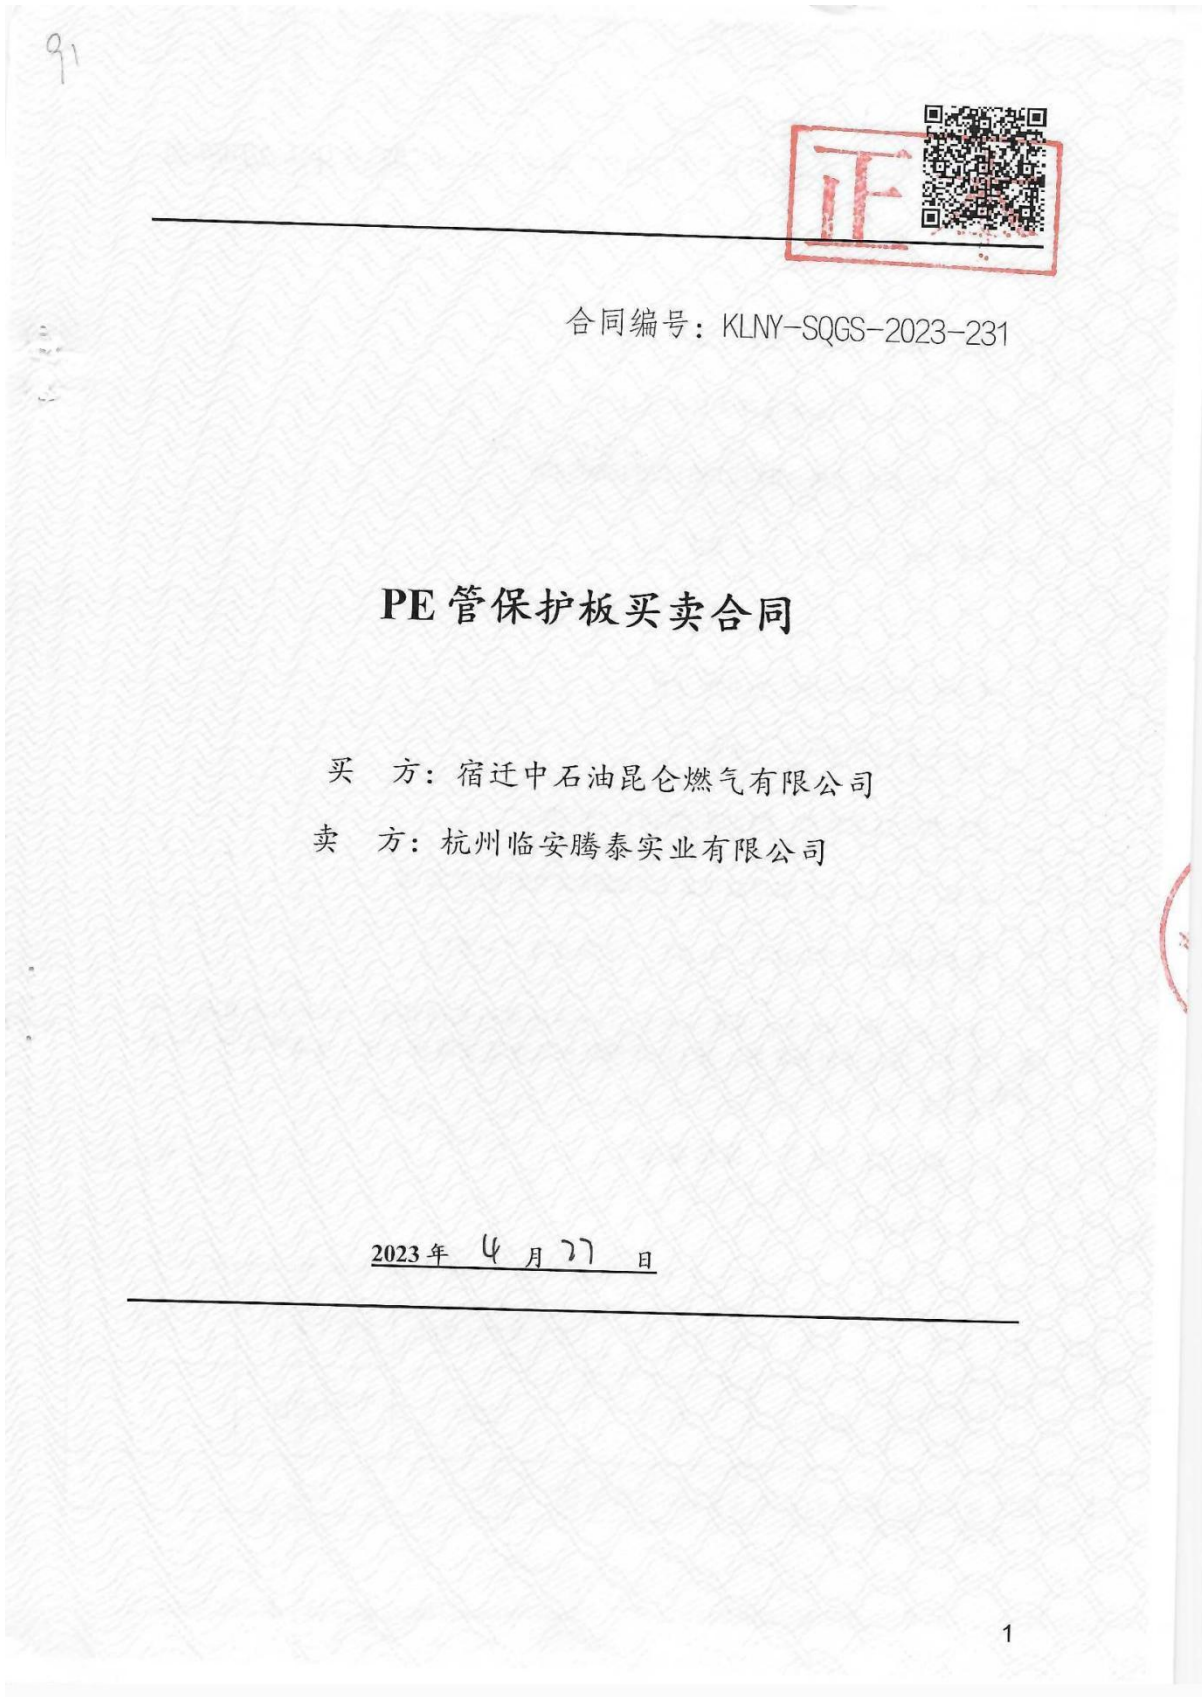 91
正本
合同编号：KLNY-SQGS-2023-231
PE管保护板买卖合同
买 方：宿迁中石油昆仑燃气有限公司
卖 方：杭州临安腾泰实业有限公司
2023年 4 月 27 日
1